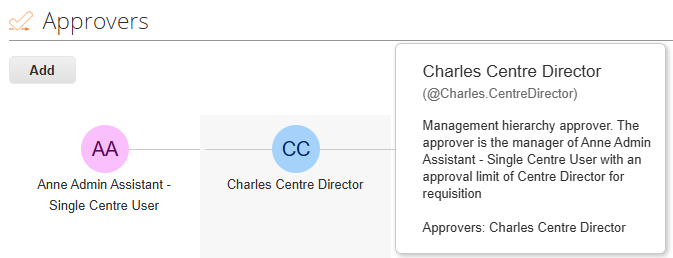 Approvers
Add
AA
Anne Admin Assistant -
Single Centre User
CC
Charles Centre Director
Charles Centre Director
(@Charles.CentreDirector)
Management hierarchy approver. The
approver is the manager of Anne Admin
Assistant - Single Centre User with an
approval limit of Centre Director for
requisition
Approvers: Charles Centre Director